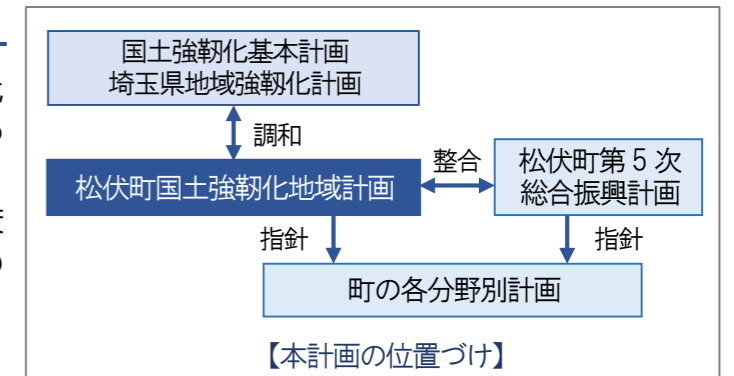 国土強靱化基本計画
埼玉県地域強靱化計画
調和
松伏町国土強靱化地域計画
整合
松伏町第5次
総合振興計画
指針
指針
町の各分野別計画
【本計画の位置づけ】